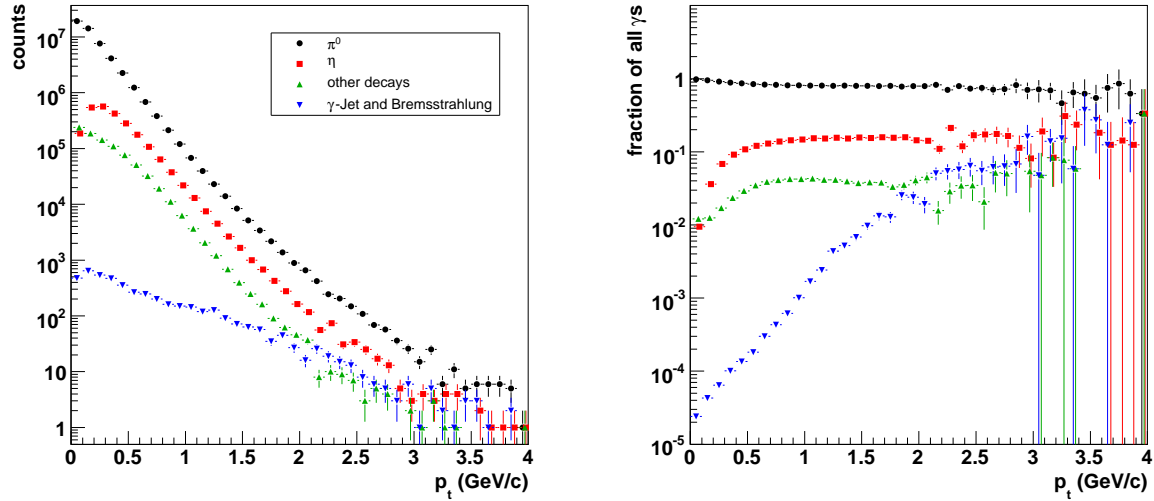 counts
10⁷
10⁶
10⁵
10⁴
10³
10²
10
1
π⁰
η
other decays
γ-Jet and Bremsstrahlung
0 0.5 1 1.5 2 2.5 3 3.5 4
pₜ (GeV/c)
fraction of all γs
1
10⁻¹
10⁻²
10⁻³
10⁻⁴
10⁻⁵
0 0.5 1 1.5 2 2.5 3 3.5 4
pₜ (GeV/c)